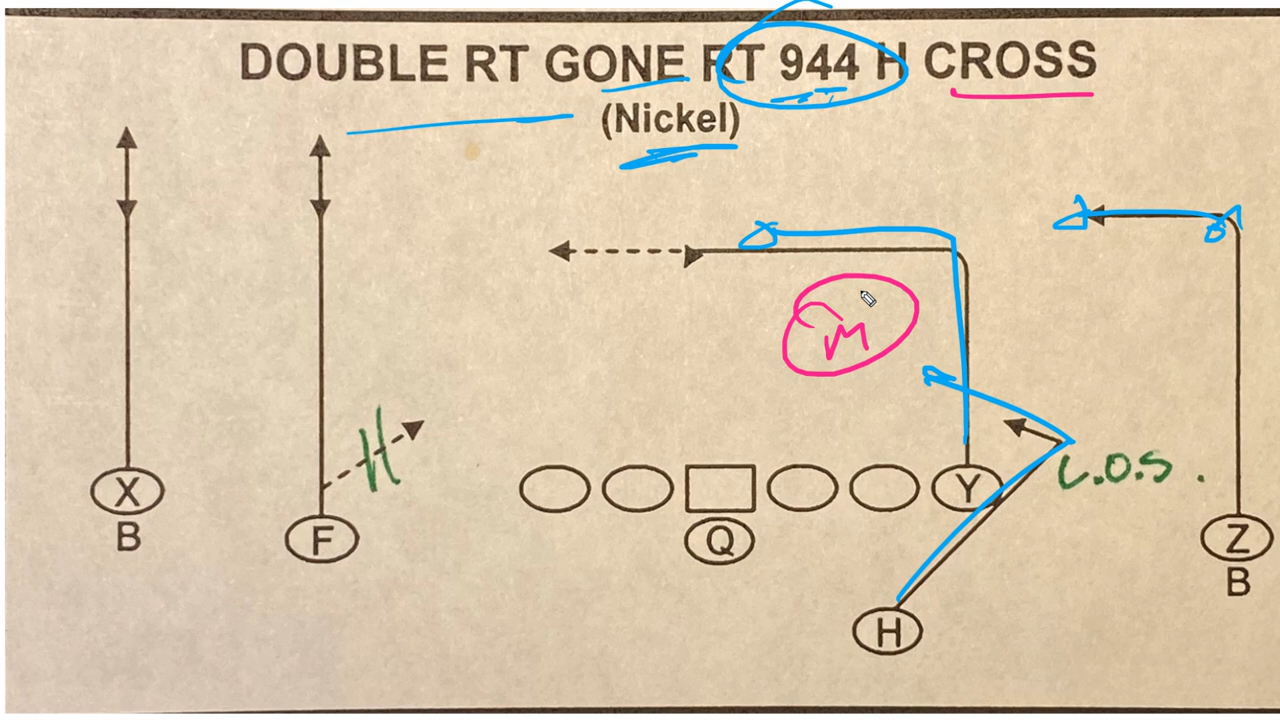 DOUBLE RT GONE RT 944 H CROSS
(Nickel)
M
H
L.O.S.
X
Y
F
Q
Z
B
B
H